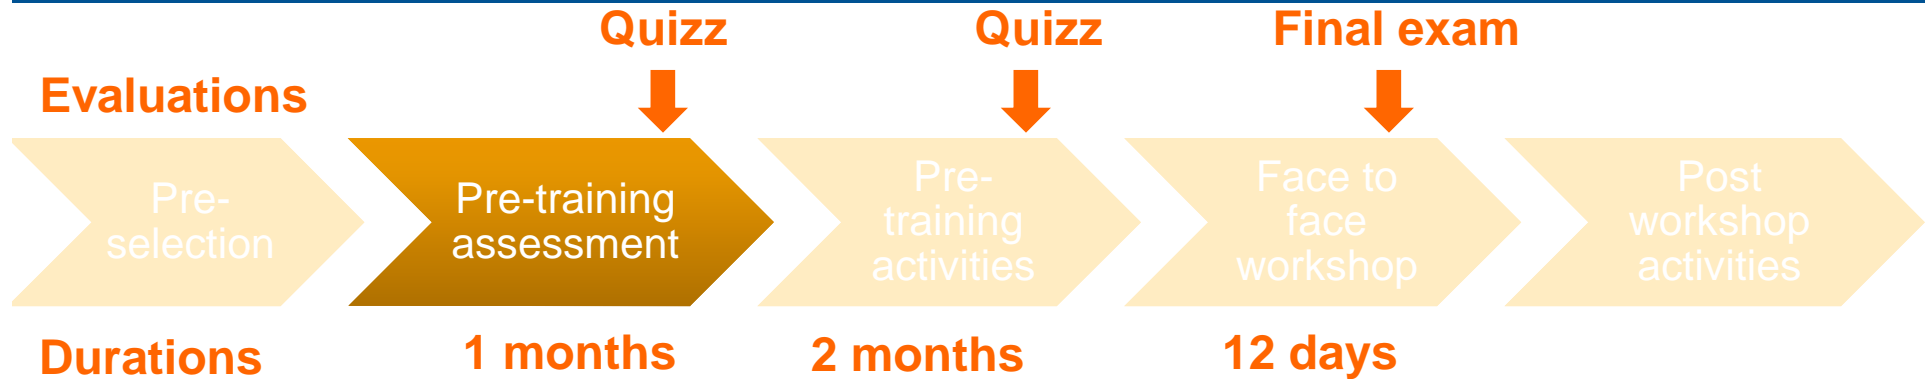 Quizz
Quizz
Final exam
Evaluations
Pre-
selection
Pre-training
assessment
Pre-
training
activities
Face to
face
workshop
Post
workshop
activities
Durations
1 months
2 months
12 days